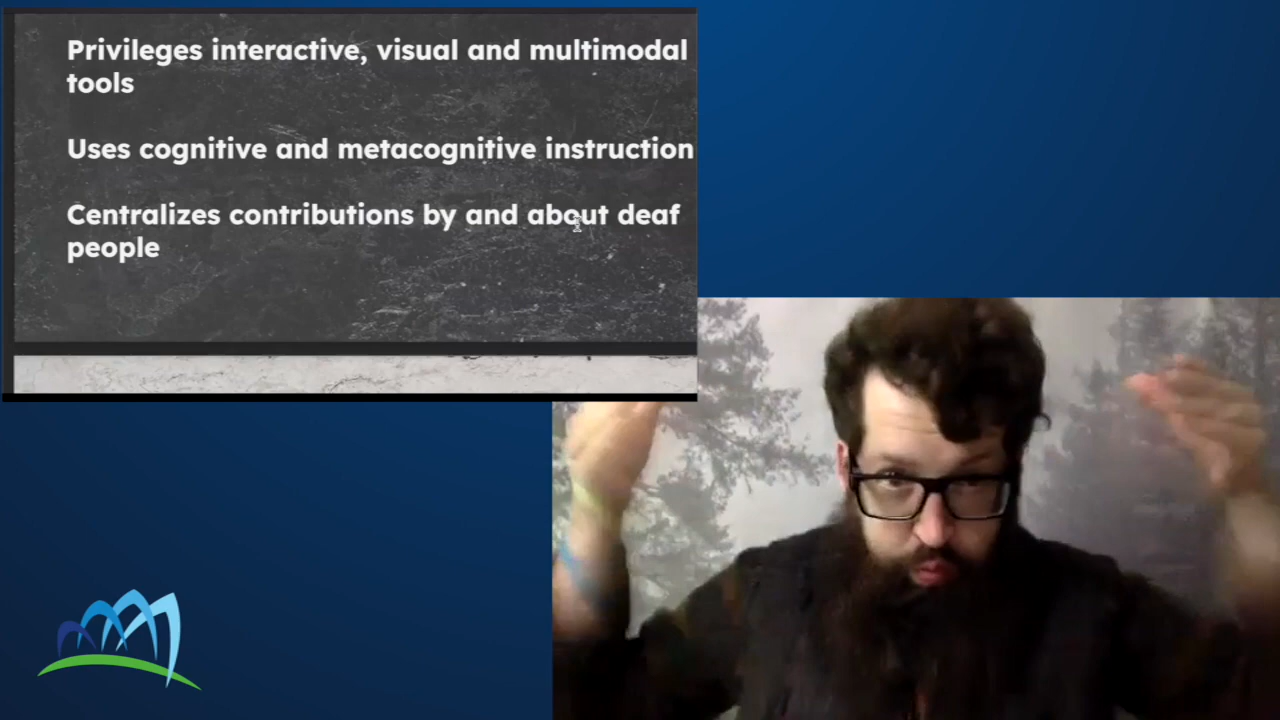 Privileges interactive, visual and multimodal
tools
Uses cognitive and metacognitive instruction
Centralizes contributions by and about deaf
people